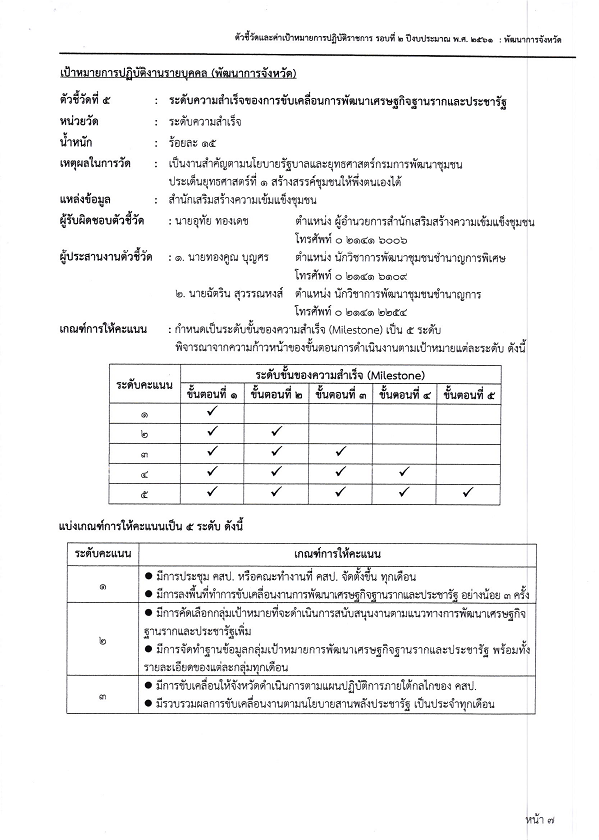 ตัวชี้วัดและค่าเป้าหมายการปฏิบัติราชการ รอบที่ ๒ ปีงบประมาณ พ.ศ. ๒๕๖๑ : พัฒนาการจังหวัด
เป้าหมายการปฏิบัติงานรายบุคคล (พัฒนาการจังหวัด)
ตัวชี้วัดที่ ๕ : ระดับความสำเร็จของการขับเคลื่อนการพัฒนาเศรษฐกิจฐานรากและประชารัฐ
หน่วยวัด : ระดับความสำเร็จ
น้ำหนัก : ร้อยละ ๑๕
เหตุผลในการวัด : เป็นงานสำคัญตามนโยบายรัฐบาลและยุทธศาสตร์กรมการพัฒนาชุมชน
ประเด็นยุทธศาสตร์ที่ ๑ สร้างสรรค์ชุมชนให้พึ่งตนเองได้
แหล่งข้อมูล : สำนักเสริมสร้างความเข้มแข็งชุมชน
ผู้รับผิดชอบตัวชี้วัด : นายอุทัย ทองเดช ตำแหน่ง ผู้อำนวยการสำนักเสริมสร้างความเข้มแข็งชุมชน
โทรศัพท์ ๐ ๒๑๔๑ ๖๐๐๖
ผู้ประสานงานตัวชี้วัด : ๑. นายทองคูณ บุญศร ตำแหน่ง นักวิชาการพัฒนาชุมชนชำนาญการพิเศษ
โทรศัพท์ ๐ ๒๑๔๑ ๖๑๐๙
๒. นายฉัตริน สุวรรณหงส์ ตำแหน่ง นักวิชาการพัฒนาชุมชนชำนาญการ
โทรศัพท์ ๐ ๒๑๔๑ ๒๒๕๔
เกณฑ์การให้คะแนน : กำหนดเป็นระดับขั้นของความสำเร็จ (Milestone) เป็น ๕ ระดับ
พิจารณาจากความก้าวหน้าของขั้นตอนการดำเนินงานตามเป้าหมายแต่ละระดับ ดังนี้
ระดับคะแนน ระดับขั้นของความสำเร็จ (Milestone)
ขั้นตอนที่ ๑ ขั้นตอนที่ ๒ ขั้นตอนที่ ๓ ขั้นตอนที่ ๔ ขั้นตอนที่ ๕
๑ ✓
๒ ✓ ✓
๓ ✓ ✓ ✓
๔ ✓ ✓ ✓ ✓
๕ ✓ ✓ ✓ ✓ ✓
แบ่งเกณฑ์การให้คะแนนเป็น ๕ ระดับ ดังนี้
ระดับคะแนน เกณฑ์การให้คะแนน
๑
● มีการประชุม คสป. หรือคณะทำงานที่ คสป. จัดตั้งขึ้น ทุกเดือน
● มีการลงพื้นที่ทำการขับเคลื่อนงานการพัฒนาเศรษฐกิจฐานรากและประชารัฐ อย่างน้อย ๓ ครั้ง
๒
● มีการคัดเลือกกลุ่มเป้าหมายที่จะดำเนินการสนับสนุนงานตามแนวทางการพัฒนาเศรษฐกิจ
ฐานรากและประชารัฐเพิ่ม
● มีการจัดทำฐานข้อมูลกลุ่มเป้าหมายการพัฒนาเศรษฐกิจฐานรากและประชารัฐ พร้อมทั้ง
รายละเอียดของแต่ละกลุ่มทุกเดือน
๓
● มีการขับเคลื่อนให้จังหวัดดำเนินการตามแผนปฏิบัติการภายใต้กลไกของ คสป.
● มีรวบรวมผลการขับเคลื่อนงานตามนโยบายสานพลังประชารัฐ เป็นประจำทุกเดือน
หน้า ๗